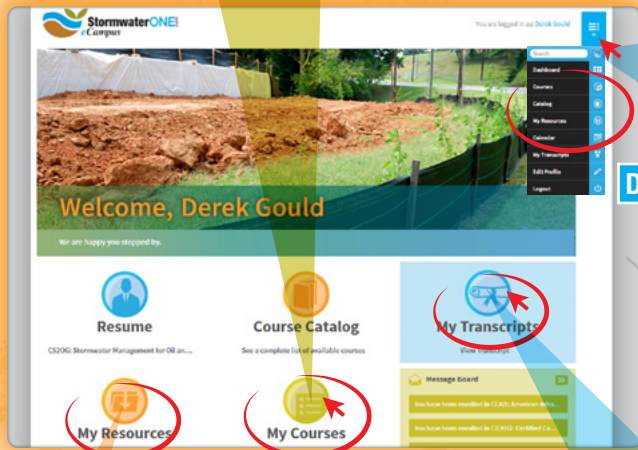 StormwaterONE
eCampus
You are logged in as Derek Gould
Search
Dashboard
Courses
Catalog
My Resources
Calendar
My Transcripts
Edit Profile
Logout
D
Welcome, Derek Gould
We are happy you stopped by.
Resume
Course Catalog
My Transcripts
CS20G: Stormwater Management for Oil an....
See a complete list of available courses
View Transcript
Message Board
You have been enrolled in
You have been enrolled in
My Resources
My Courses